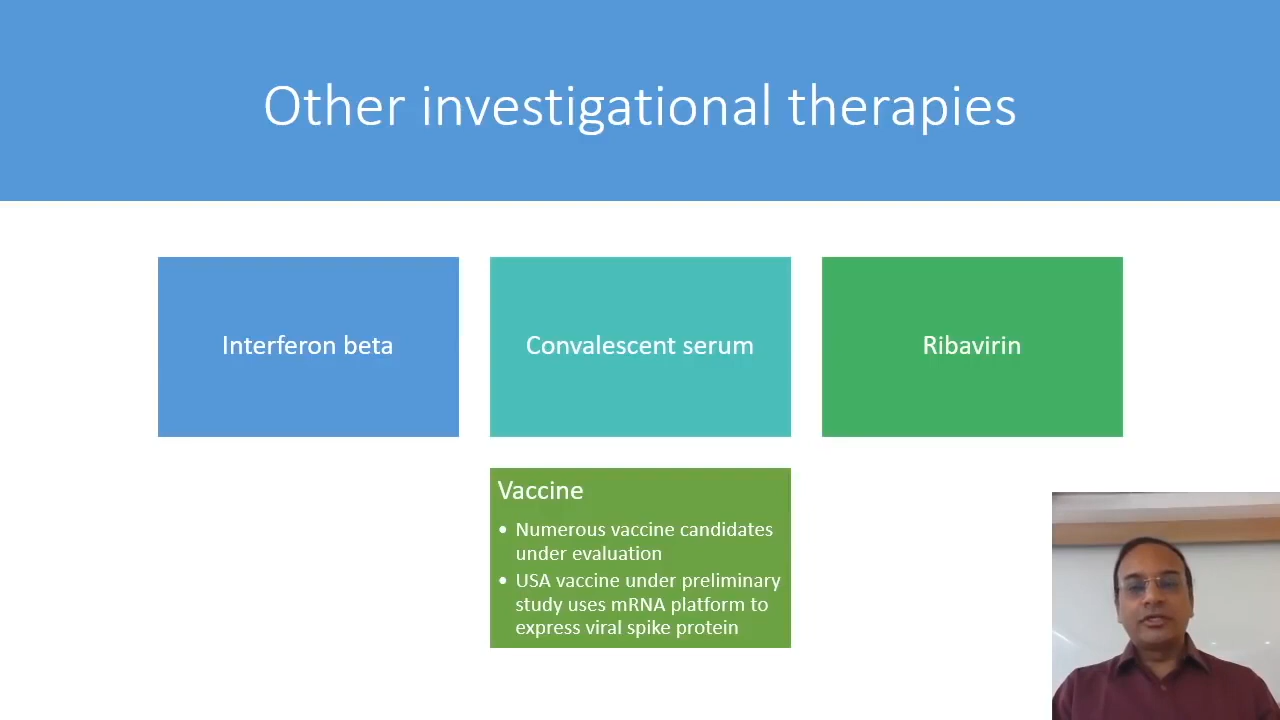 Other investigational therapies
Interferon beta
Convalescent serum
Ribavirin
Vaccine
• Numerous vaccine candidates
under evaluation
• USA vaccine under preliminary
study uses mRNA platform to
express viral spike protein